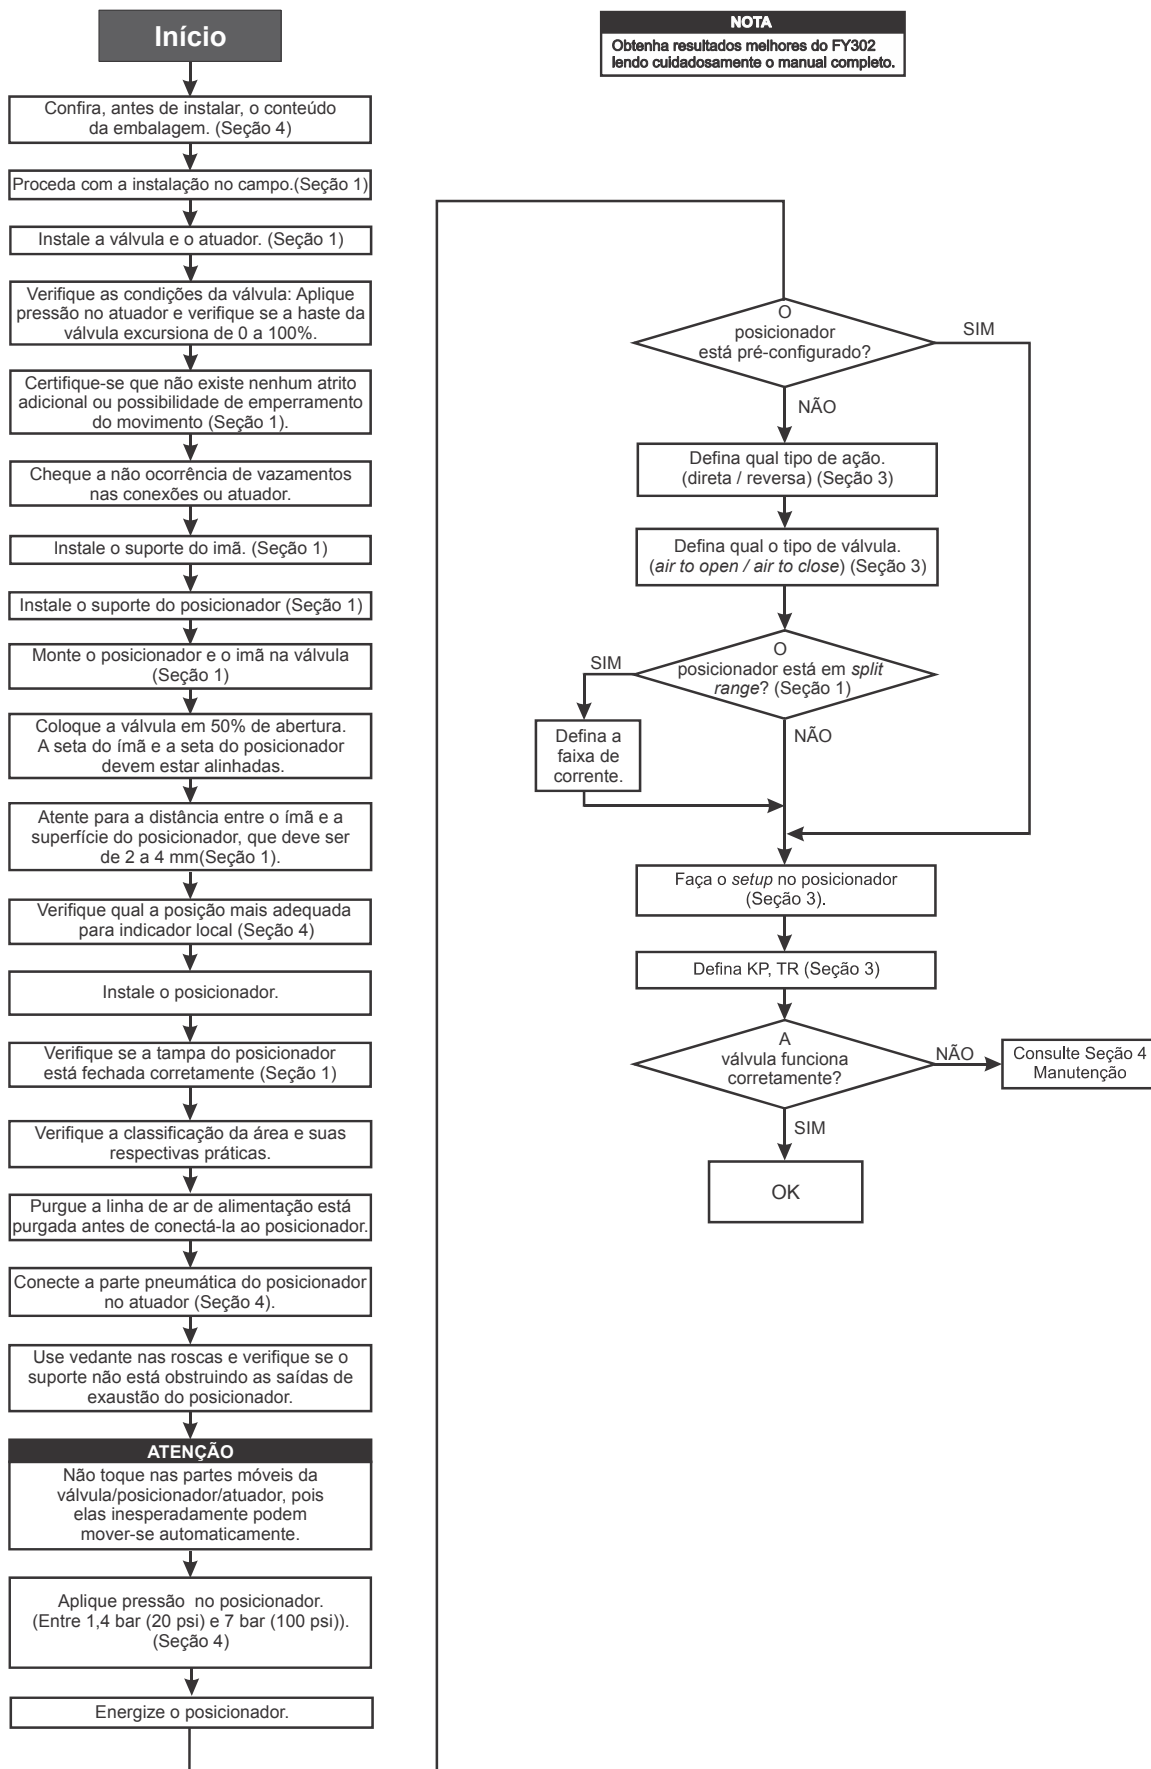 Início
NOTA
Obtenha resultados melhores do FY302
lendo cuidadosamente o manual completo.
Confira, antes de instalar, o conteúdo
da embalagem. (Seção 4)
Proceda com a instalação no campo.(Seção 1)
Instale a válvula e o atuador. (Seção 1)
Verifique as condições da válvula: Aplique
pressão no atuador e verifique se a haste da
válvula excursiona de 0 a 100%.
Certifique-se que não existe nenhum atrito
adicional ou possibilidade de emperramento
do movimento (Seção 1).
Cheque a não ocorrência de vazamentos
nas conexões ou atuador.
Instale o suporte do imã. (Seção 1)
Instale o suporte do posicionador (Seção 1)
Monte o posicionador e o imã na válvula
(Seção 1)
Coloque a válvula em 50% de abertura.
A seta do ímã e a seta do posicionador
devem estar alinhadas.
Atente para a distância entre o ímã e a
superfície do posicionador, que deve ser
de 2 a 4 mm(Seção 1).
Verifique qual a posição mais adequada
para indicador local (Seção 4)
Instale o posicionador.
Verifique se a tampa do posicionador
está fechada corretamente (Seção 1)
Verifique a classificação da área e suas
respectivas práticas.
Purgue a linha de ar de alimentação está
purgada antes de conectá-la ao posicionador.
Conecte a parte pneumática do posicionador
no atuador (Seção 4).
Use vedante nas roscas e verifique se o
suporte não está obstruindo as saídas de
exaustão do posicionador.
ATENÇÃO
Não toque nas partes móveis da
válvula/posicionador/atuador, pois
elas inesperadamente podem
mover-se automaticamente.
Aplique pressão no posicionador.
(Entre 1,4 bar (20 psi) e 7 bar (100 psi)).
(Seção 4)
Energize o posicionador.
O
posicionador
está pré-configurado?
SIM
NÃO
Defina qual tipo de ação.
(direta / reversa) (Seção 3)
Defina qual o tipo de válvula.
(air to open / air to close) (Seção 3)
O
posicionador está em split
range? (Seção 1)
SIM
NÃO
Defina a
faixa de
corrente.
Faça o setup no posicionador
(Seção 3).
Defina KP, TR (Seção 3)
A
válvula funciona
corretamente?
NÃO
Consulte Seção 4
Manutenção
SIM
OK